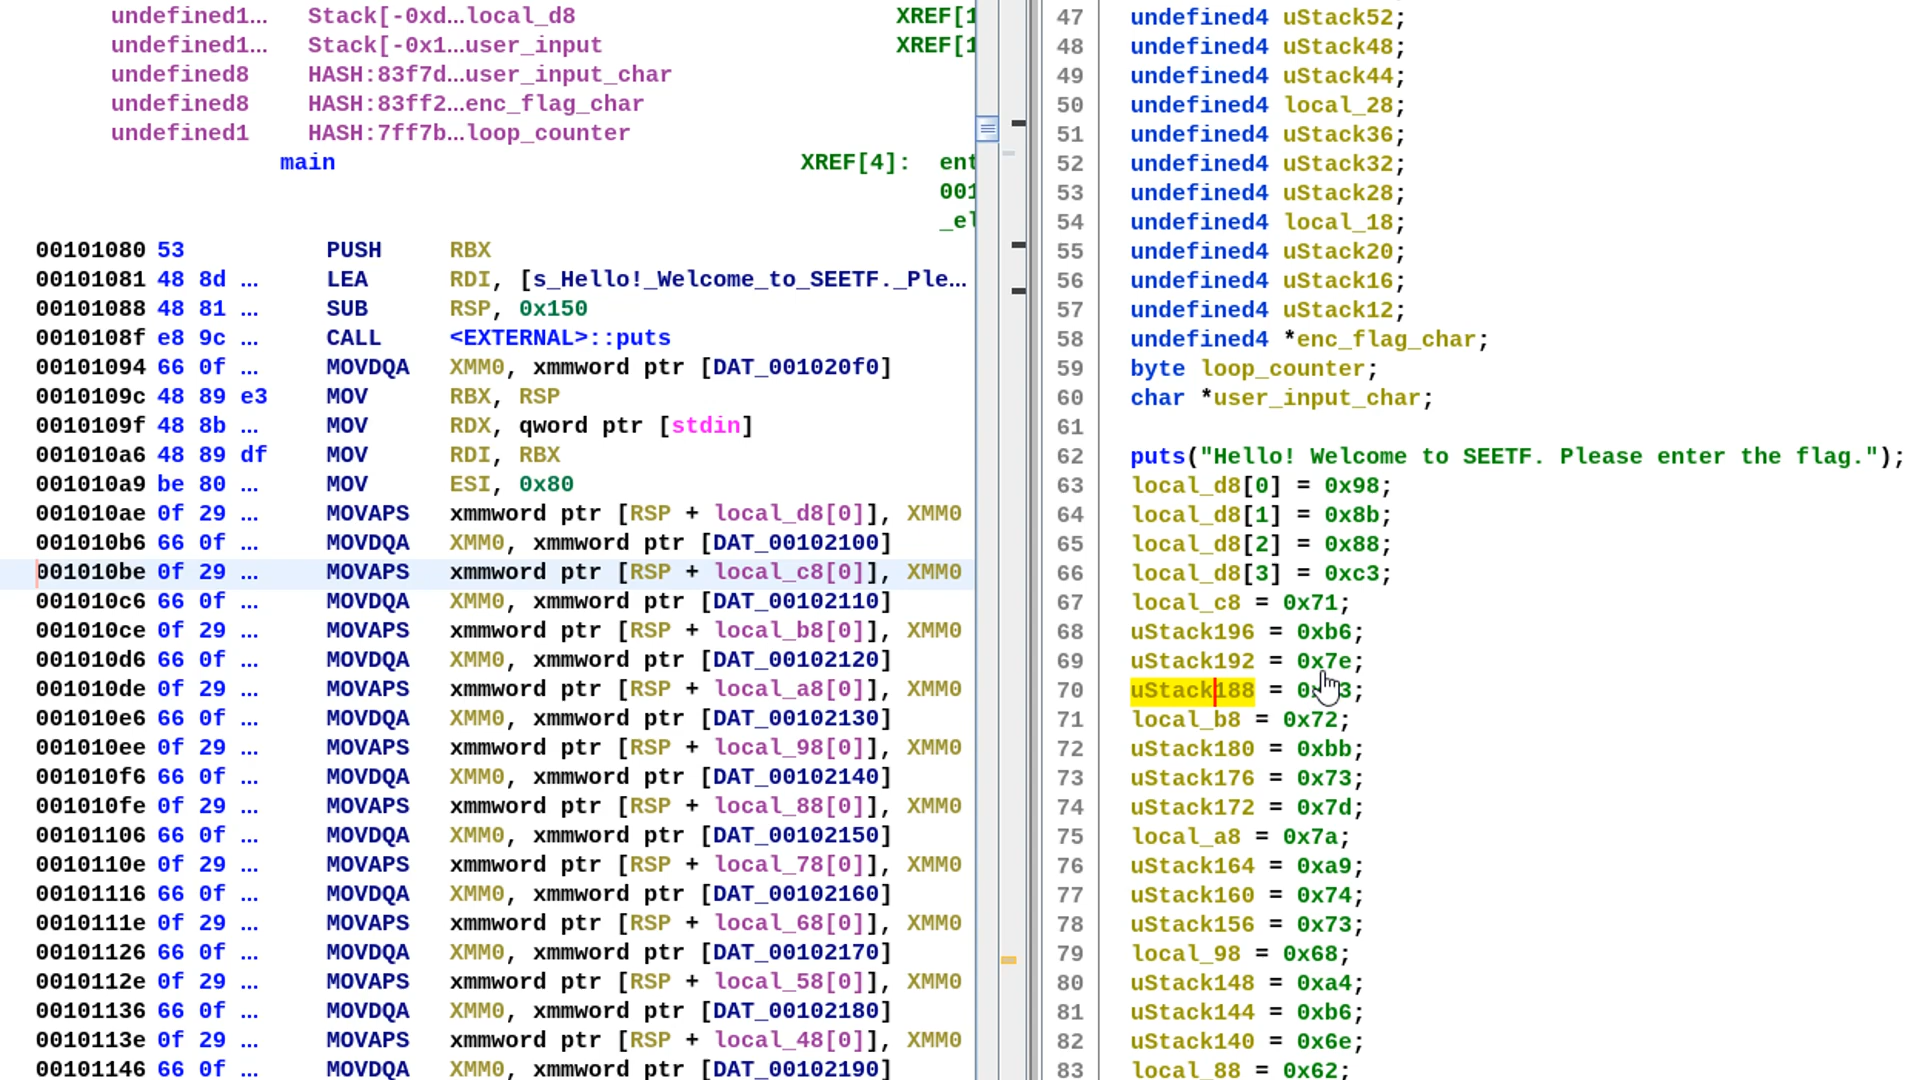 undefined1... Stack[-0xd...local_d8 XREF[1
undefined1... Stack[-0x1...user_input XREF[1
undefined8 HASH:83f7d...user_input_char
undefined8 HASH:83ff2...enc_flag_char
undefined1 HASH:7ff7b...loop_counter
main XREF[4]: ent
001
_el
00101080 53 PUSH RBX
00101081 48 8d ... LEA RDI, [s_Hello!_Welcome_to_SEETF._Ple...
00101088 48 81 ... SUB RSP, 0x150
0010108f e8 9c ... CALL <EXTERNAL>::puts
00101094 66 0f ... MOVDQA XMM0, xmmword ptr [DAT_001020f0]
0010109c 48 89 e3 MOV RBX, RSP
0010109f 48 8b ... MOV RDX, qword ptr [stdin]
001010a6 48 89 df MOV RDI, RBX
001010a9 be 80 ... MOV ESI, 0x80
001010ae 0f 29 ... MOVAPS xmmword ptr [RSP + local_d8[0]], XMM0
001010b6 66 0f ... MOVDQA XMM0, xmmword ptr [DAT_00102100]
001010be 0f 29 ... MOVAPS xmmword ptr [RSP + local_c8[0]], XMM0
001010c6 66 0f ... MOVDQA XMM0, xmmword ptr [DAT_00102110]
001010ce 0f 29 ... MOVAPS xmmword ptr [RSP + local_b8[0]], XMM0
001010d6 66 0f ... MOVDQA XMM0, xmmword ptr [DAT_00102120]
001010de 0f 29 ... MOVAPS xmmword ptr [RSP + local_a8[0]], XMM0
001010e6 66 0f ... MOVDQA XMM0, xmmword ptr [DAT_00102130]
001010ee 0f 29 ... MOVAPS xmmword ptr [RSP + local_98[0]], XMM0
001010f6 66 0f ... MOVDQA XMM0, xmmword ptr [DAT_00102140]
001010fe 0f 29 ... MOVAPS xmmword ptr [RSP + local_88[0]], XMM0
00101106 66 0f ... MOVDQA XMM0, xmmword ptr [DAT_00102150]
0010110e 0f 29 ... MOVAPS xmmword ptr [RSP + local_78[0]], XMM0
00101116 66 0f ... MOVDQA XMM0, xmmword ptr [DAT_00102160]
0010111e 0f 29 ... MOVAPS xmmword ptr [RSP + local_68[0]], XMM0
00101126 66 0f ... MOVDQA XMM0, xmmword ptr [DAT_00102170]
0010112e 0f 29 ... MOVAPS xmmword ptr [RSP + local_58[0]], XMM0
00101136 66 0f ... MOVDQA XMM0, xmmword ptr [DAT_00102180]
0010113e 0f 29 ... MOVAPS xmmword ptr [RSP + local_48[0]], XMM0
00101146 66 0f ... MOVDQA XMM0, xmmword ptr [DAT_00102190]
47 undefined4 uStack52;
48 undefined4 uStack48;
49 undefined4 uStack44;
50 undefined4 local_28;
51 undefined4 uStack36;
52 undefined4 uStack32;
53 undefined4 uStack28;
54 undefined4 local_18;
55 undefined4 uStack20;
56 undefined4 uStack16;
57 undefined4 uStack12;
58 undefined4 *enc_flag_char;
59 byte loop_counter;
60 char *user_input_char;
61
62 puts("Hello! Welcome to SEETF. Please enter the flag.");
63 local_d8[0] = 0x98;
64 local_d8[1] = 0x8b;
65 local_d8[2] = 0x88;
66 local_d8[3] = 0xc3;
67 local_c8 = 0x71;
68 uStack196 = 0xb6;
69 uStack192 = 0x7e;
70 uStack188 =
71 local_b8 = 0x72;
72 uStack180 = 0xbb;
73 uStack176 = 0x73;
74 uStack172 = 0x7d;
75 local_a8 = 0x7a;
76 uStack164 = 0xa9;
77 uStack160 = 0x74;
78 uStack156 = 0x73;
79 local_98 = 0x68;
80 uStack148 = 0xa4;
81 uStack144 = 0xb6;
82 uStack140 = 0x6e;
83 local_88 = 0x62;